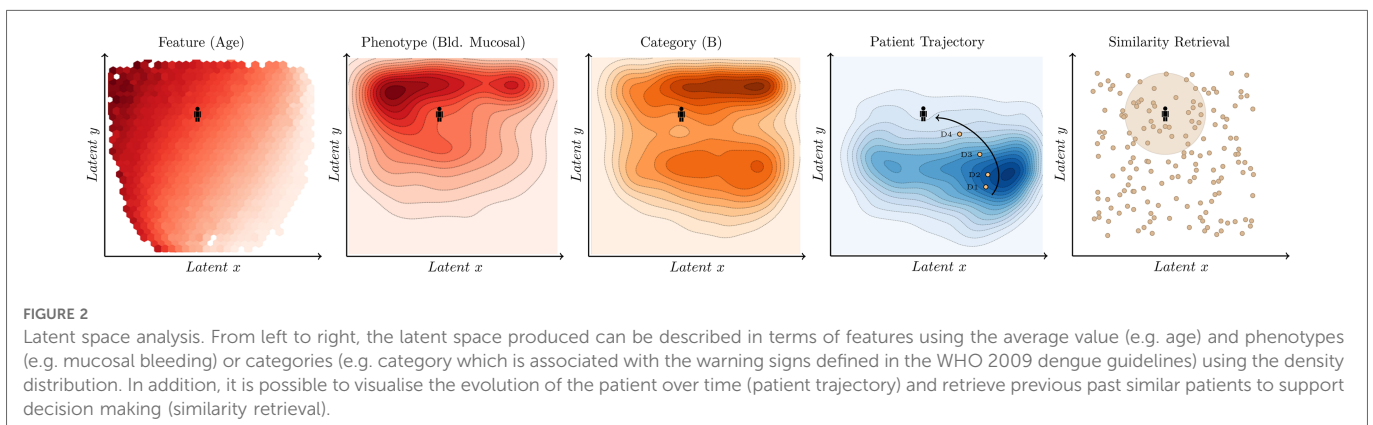 Feature (Age)
Phenotype (Bld. Mucosal)
Category (B)
Patient Trajectory
Similarity Retrieval
Latent y
Latent x
Latent y
Latent x
Latent y
Latent x
Latent y
D4
D3
D2
D1
Latent x
Latent y
Latent x
FIGURE 2
Latent space analysis. From left to right, the latent space produced can be described in terms of features using the average value (e.g. age) and phenotypes
(e.g. mucosal bleeding) or categories (e.g. category which is associated with the warning signs defined in the WHO 2009 dengue guidelines) using the density
distribution. In addition, it is possible to visualise the evolution of the patient over time (patient trajectory) and retrieve previous past similar patients to support
decision making (similarity retrieval).